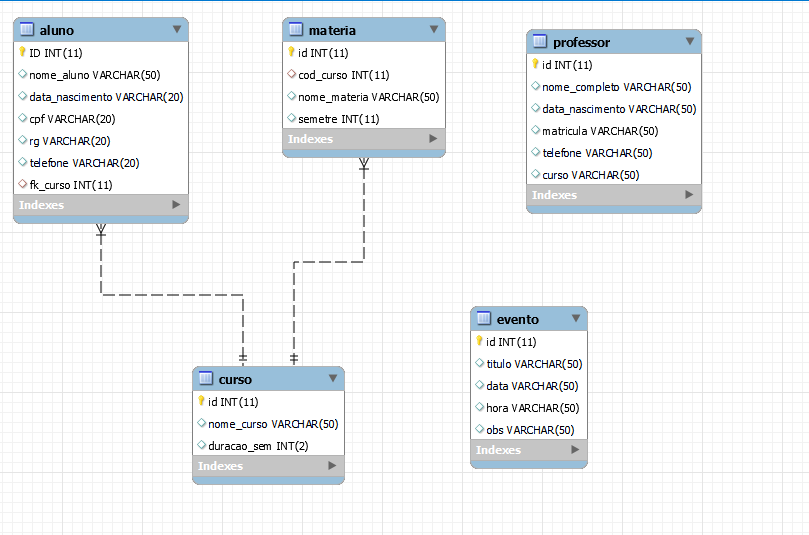 aluno
ID INT(11)
nome_aluno VARCHAR(50)
data_nascimento VARCHAR(20)
cpf VARCHAR(20)
rg VARCHAR(20)
telefone VARCHAR(20)
fk_curso INT(11)
Indexes
materia
id INT(11)
cod_curso INT(11)
nome_materia VARCHAR(50)
semetre INT(11)
Indexes
professor
id INT(11)
nome_completo VARCHAR(50)
data_nascimento VARCHAR(50)
matricula VARCHAR(50)
telefone VARCHAR(50)
curso VARCHAR(50)
Indexes
curso
id INT(11)
nome_curso VARCHAR(50)
duracao_sem INT(2)
Indexes
evento
id INT(11)
titulo VARCHAR(50)
data VARCHAR(50)
hora VARCHAR(50)
obs VARCHAR(50)
Indexes